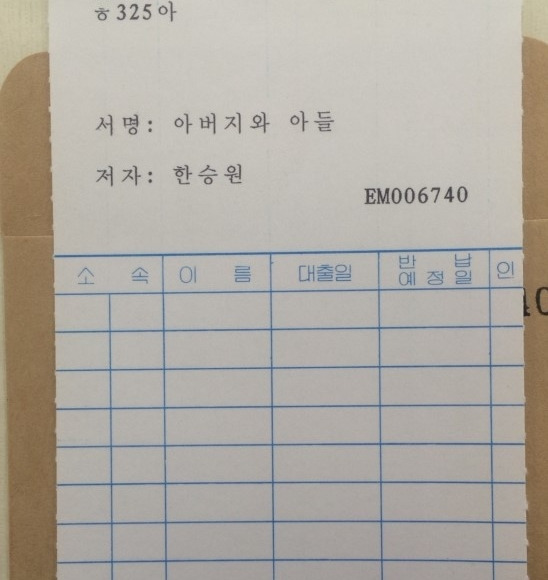 ㅎ325아
서명: 아버지와 아들
저자: 한승원
EM006740
소 속 이 름 대출일 반 납 예 정 일 인